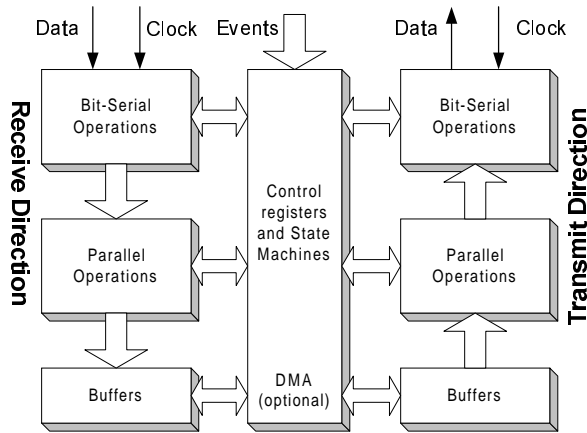 Data
Clock
Events
Data
Clock
Receive Direction
Bit-Serial
Operations
Parallel
Operations
Buffers
Control
registers
and State
Machines
DMA
(optional)
Bit-Serial
Operations
Parallel
Operations
Buffers
Transmit Direction